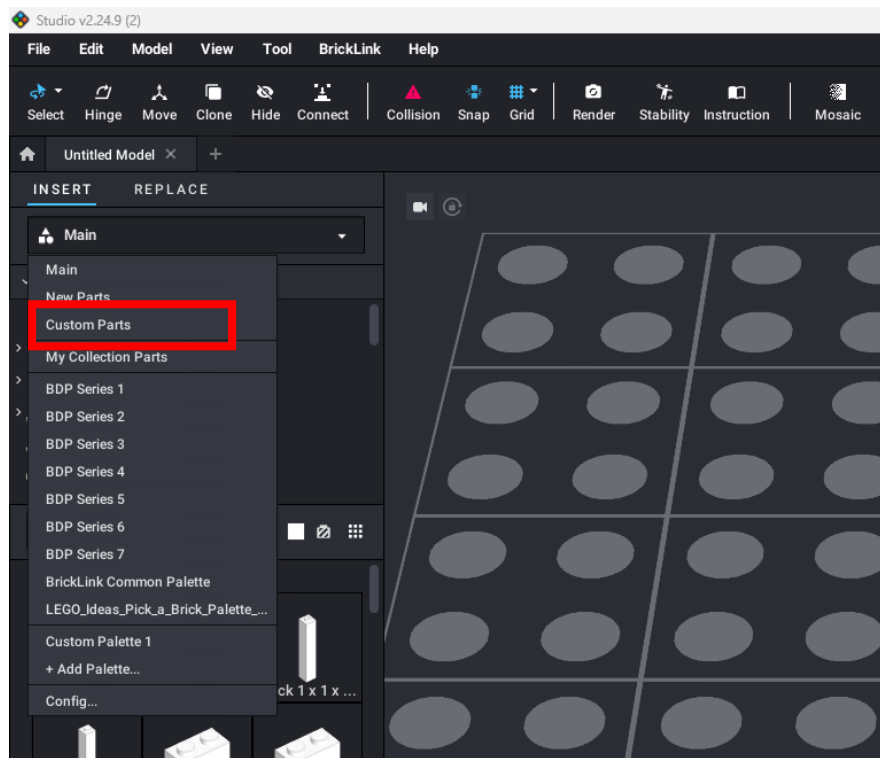 Studio v2.24.9 (2)
File Edit Model View Tool BrickLink Help
Select Hinge Move Clone Hide Connect Collision Snap Grid Render Stability Instruction Mosaic
Untitled Model
INSERT REPLACE
Main
Main
New Parts
Custom Parts
My Collection Parts
BDP Series 1
BDP Series 2
BDP Series 3
BDP Series 4
BDP Series 5
BDP Series 6
BDP Series 7
BrickLink Common Palette
LEGO_Ideas_Pick_a_Brick_Palette_...
Custom Palette 1
+ Add Palette...
Config...
ck 1 x 1 x ...